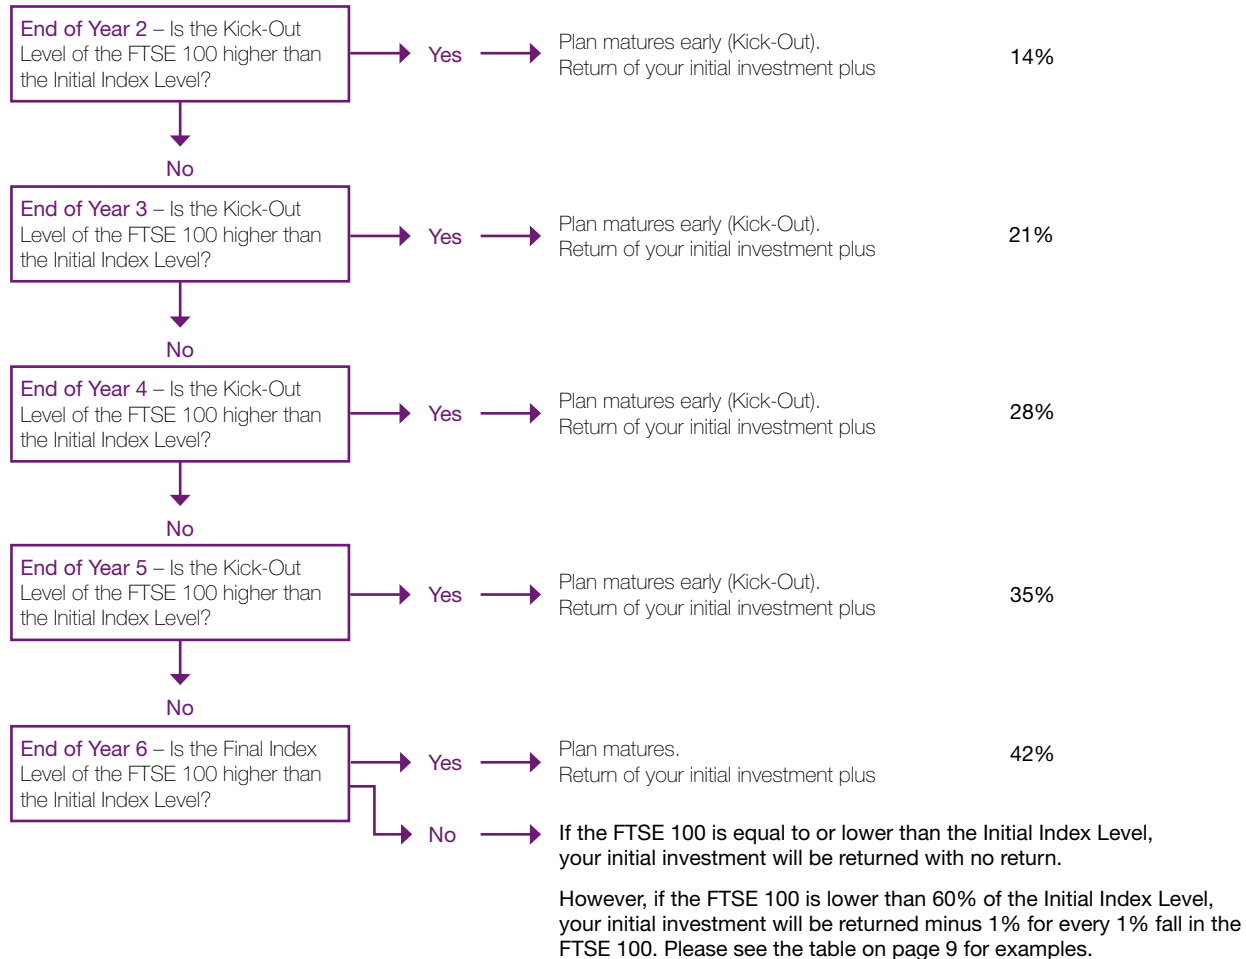 End of Year 2 – Is the Kick-Out
Level of the FTSE 100 higher than
the Initial Index Level?
Yes
Plan matures early (Kick-Out).
Return of your initial investment plus
14%
No
End of Year 3 – Is the Kick-Out
Level of the FTSE 100 higher than
the Initial Index Level?
Yes
Plan matures early (Kick-Out).
Return of your initial investment plus
21%
No
End of Year 4 – Is the Kick-Out
Level of the FTSE 100 higher than
the Initial Index Level?
Yes
Plan matures early (Kick-Out).
Return of your initial investment plus
28%
No
End of Year 5 – Is the Kick-Out
Level of the FTSE 100 higher than
the Initial Index Level?
Yes
Plan matures early (Kick-Out).
Return of your initial investment plus
35%
No
End of Year 6 – Is the Final Index
Level of the FTSE 100 higher than
the Initial Index Level?
Yes
Plan matures.
Return of your initial investment plus
42%
No
If the FTSE 100 is equal to or lower than the Initial Index Level,
your initial investment will be returned with no return.
However, if the FTSE 100 is lower than 60% of the Initial Index Level,
your initial investment will be returned minus 1% for every 1% fall in the
FTSE 100. Please see the table on page 9 for examples.